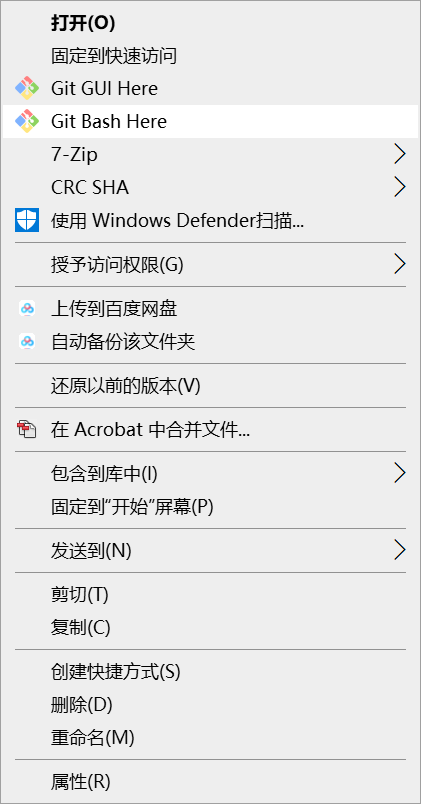 打开(O)
固定到快速访问
Git GUI Here
Git Bash Here
7-Zip
CRC SHA
使用 Windows Defender扫描...
授予访问权限(G)
上传到百度网盘
自动备份该文件夹
还原以前的版本(V)
在 Acrobat 中合并文件...
包含到库中(I)
固定到“开始”屏幕(P)
发送到(N)
剪切(T)
复制(C)
创建快捷方式(S)
删除(D)
重命名(M)
属性(R)